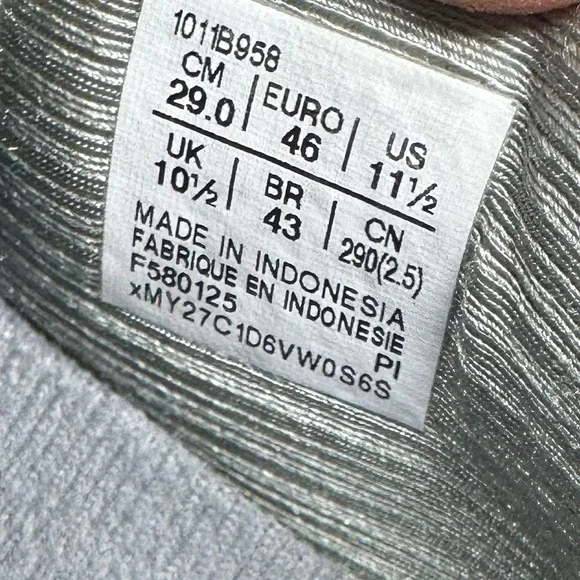 1011B958
CM 29.0 | EURO 46 | US 11½
UK 10½ | BR 43 | CN 290(2.5)
MADE IN INDONESIA
FABRIQUE EN INDONESIE
F580125 PI
xMY27C1D6VW0S6S